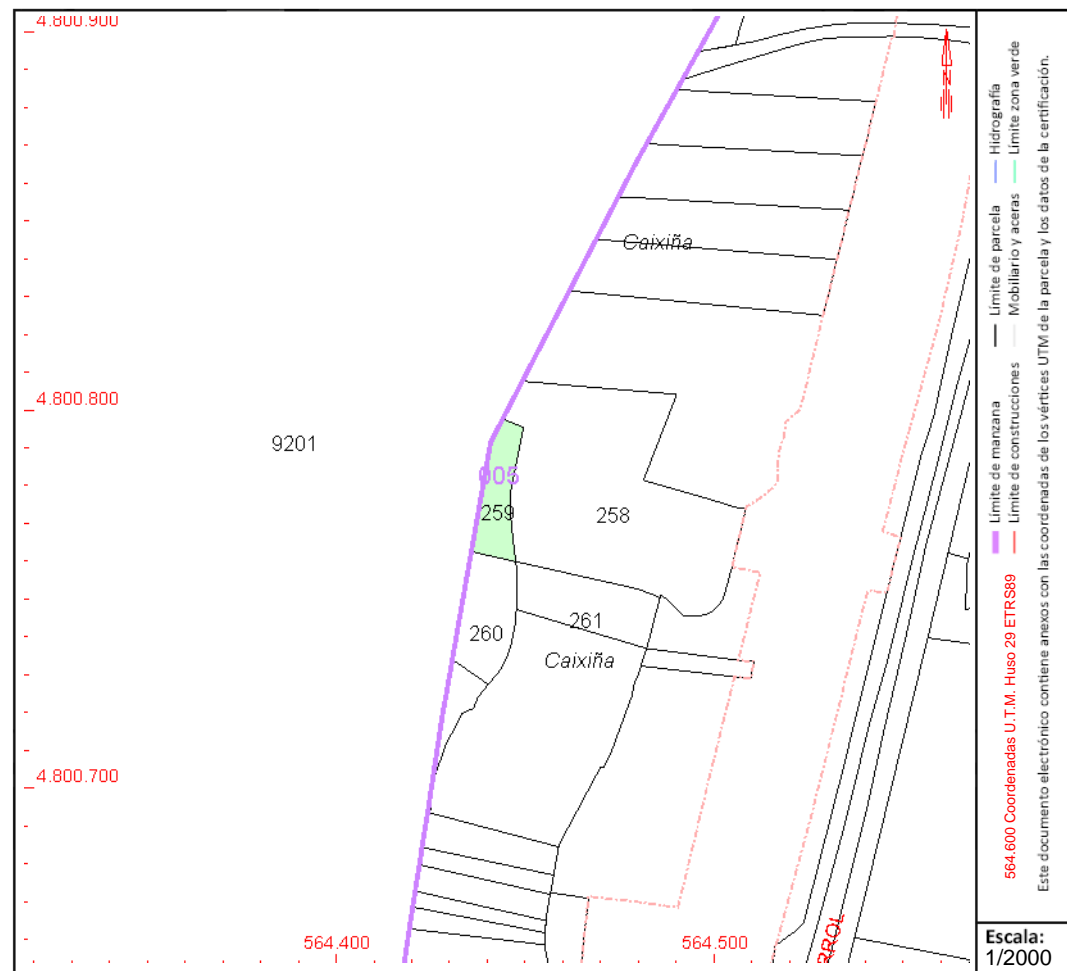 4.800.900
Caixiña
4.800.800
9201
005
259
258
261
260
Caixiña
4.800.700
564.400
564.500
RROL
N
Límite de manzana
Límite de parcela
Hidrografía
Límite de construcciones
Mobiliario y aceras
Límite zona verde
564.600 Coordenadas U.T.M. Huso 29 ETRS89
Este documento electrónico contiene anexos con las coordenadas de los vértices UTM de la parcela y los datos de la certificación.
Escala:
1/2000